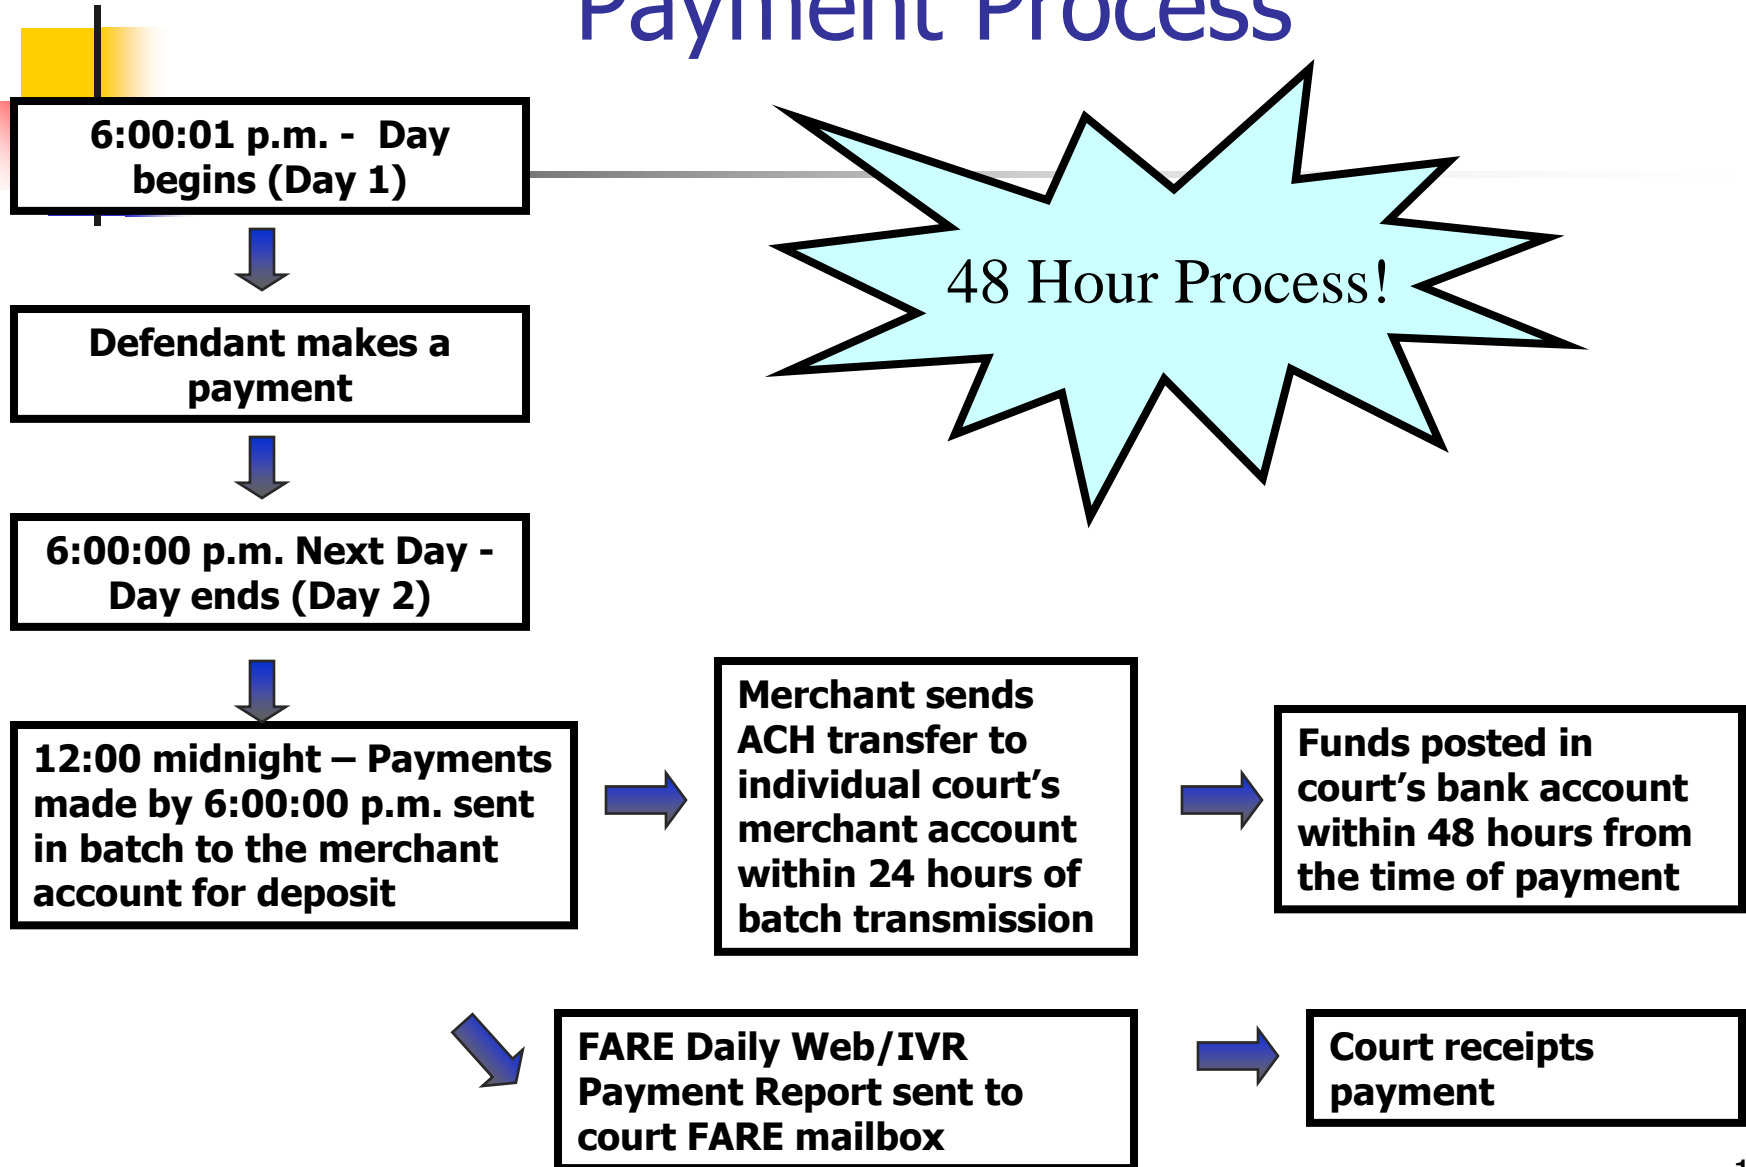 Payment Process
6:00:01 p.m. - Day
begins (Day 1)
48 Hour Process!
Defendant makes a
payment
6:00:00 p.m. Next Day -
Day ends (Day 2)
12:00 midnight – Payments
made by 6:00:00 p.m. sent
in batch to the merchant
account for deposit
Merchant sends
ACH transfer to
individual court’s
merchant account
within 24 hours of
batch transmission
Funds posted in
court’s bank account
within 48 hours from
the time of payment
FARE Daily Web/IVR
Payment Report sent to
court FARE mailbox
Court receipts
payment